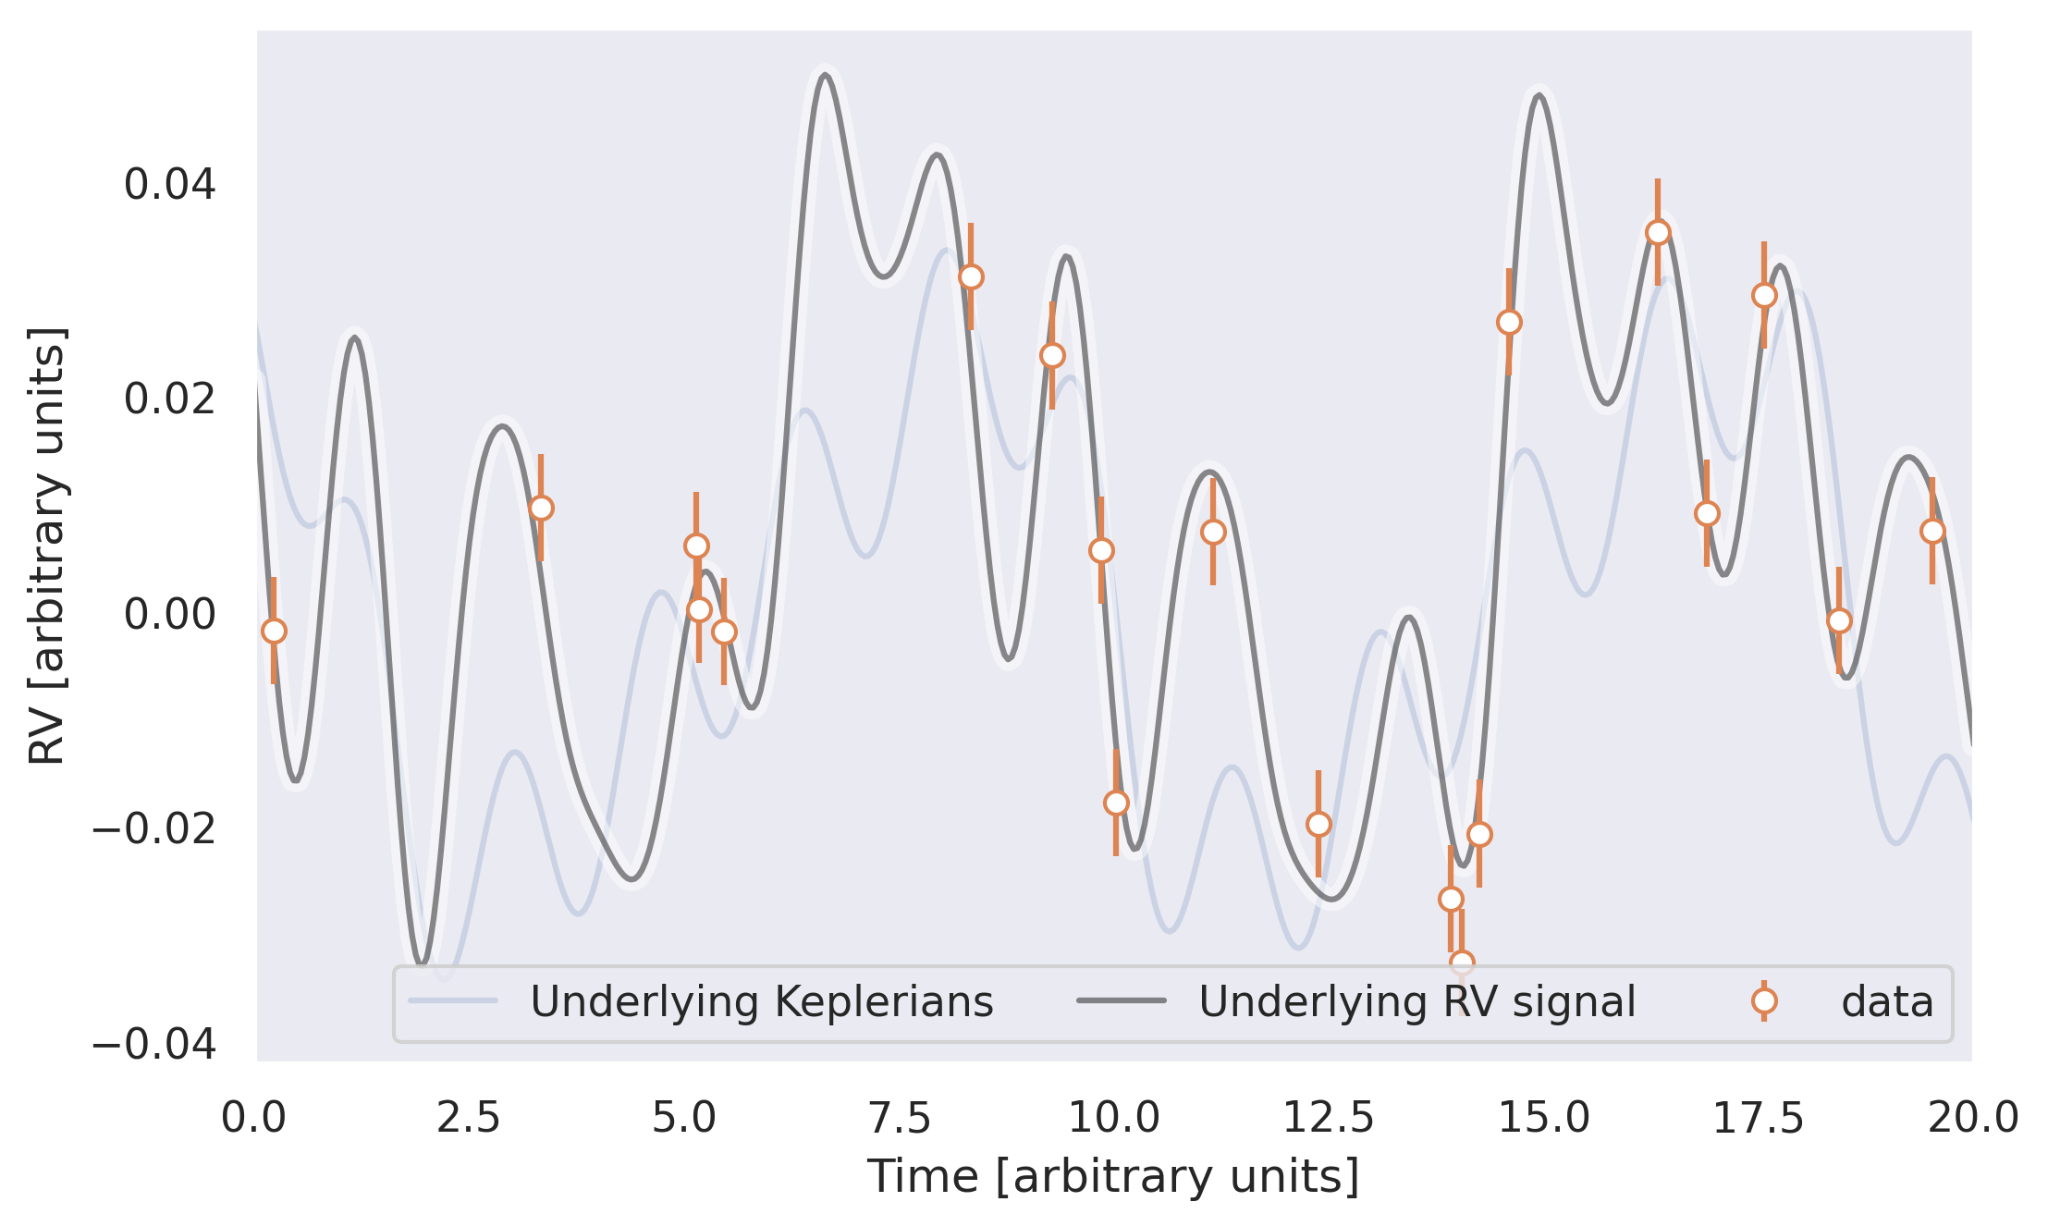 0.04
0.02
0.00
−0.02
−0.04
RV [arbitrary units]
Underlying Keplerians Underlying RV signal data
0.0 2.5 5.0 7.5 10.0 12.5 15.0 17.5 20.0
Time [arbitrary units]